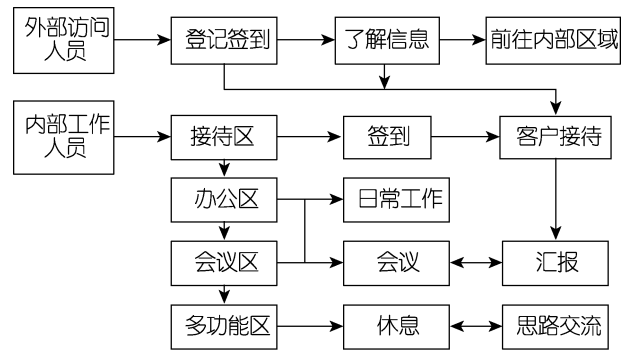 外部访问
人员
登记签到
了解信息
前往内部区域
内部工作
人员
接待区
签到
客户接待
办公区
日常工作
会议区
会议
汇报
多功能区
休息
思路交流